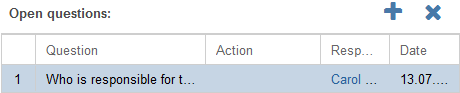 Open questions:
Question Action Resp... Date
1 Who is responsible for t... Carol ... 13.07....